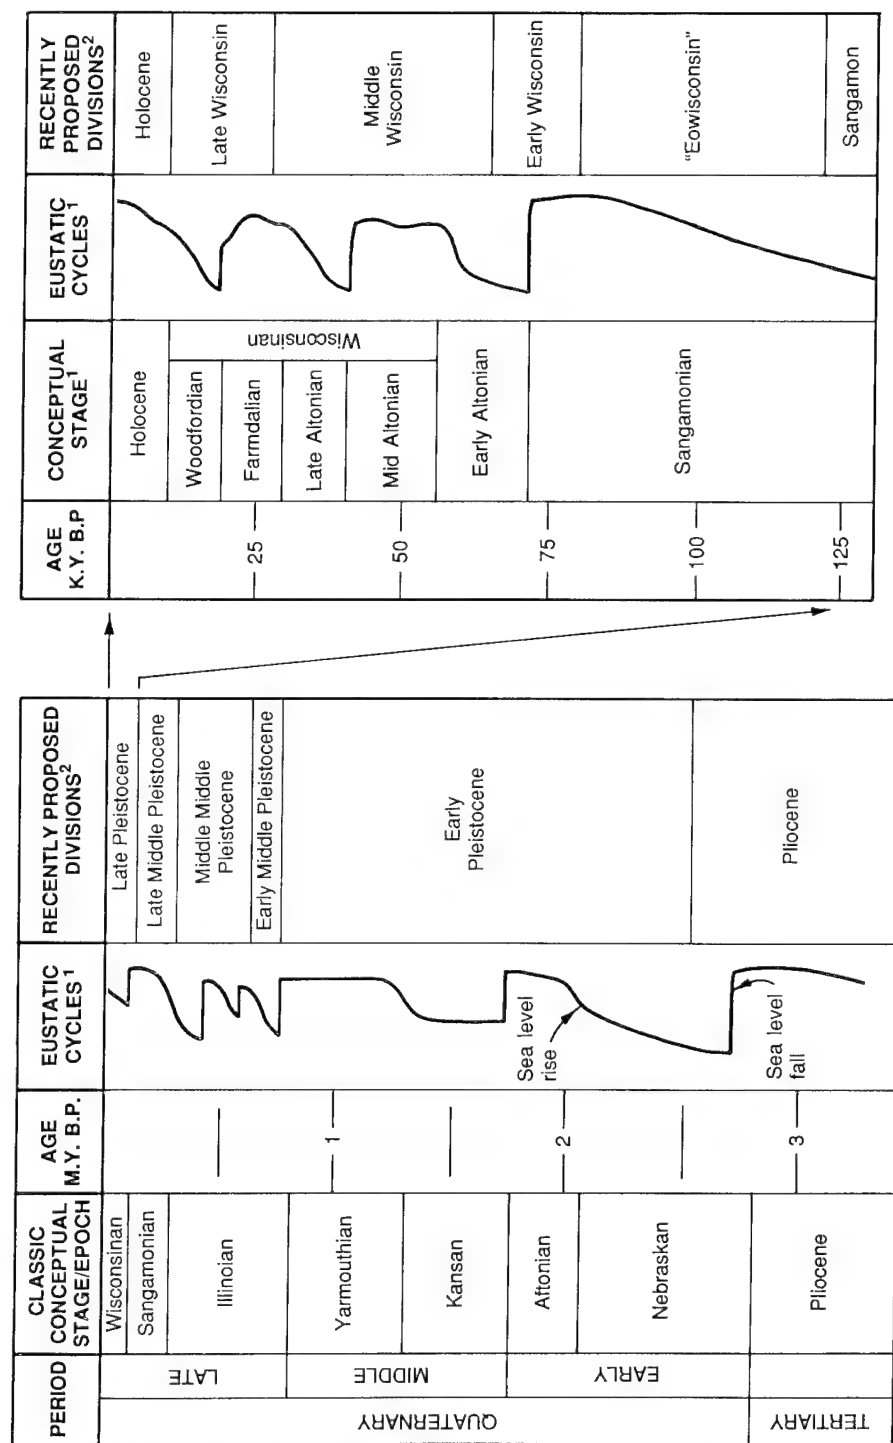 PERIOD
CLASSIC
CONCEPTUAL
STAGE/EPOCH
AGE
M.Y. B.P.
EUSTATIC
CYCLES¹
RECENTLY PROPOSED
DIVISIONS²
QUATERNARY
TERTIARY
LATE
MIDDLE
EARLY
Wisconsinan
Sangamonian
Illinoian
Yarmouthian
Kansan
Aftonian
Nebraskan
Pliocene
1
2
3
Sea level
rise
Sea level
fall
Late Pleistocene
Late Middle Pleistocene
Middle Middle
Pleistocene
Early Middle Pleistocene
Early
Pleistocene
Pliocene
AGE
K.Y. B.P
CONCEPTUAL
STAGE¹
EUSTATIC
CYCLES¹
RECENTLY
PROPOSED
DIVISIONS²
25
50
75
100
125
Holocene
Woodfordian
Farmdalian
Late Altonian
Mid Altonian
Early Altonian
Sangamonian
Wisconsinan
Holocene
Late Wisconsin
Middle
Wisconsin
Early Wisconsin
"Eowisconsin"
Sangamon